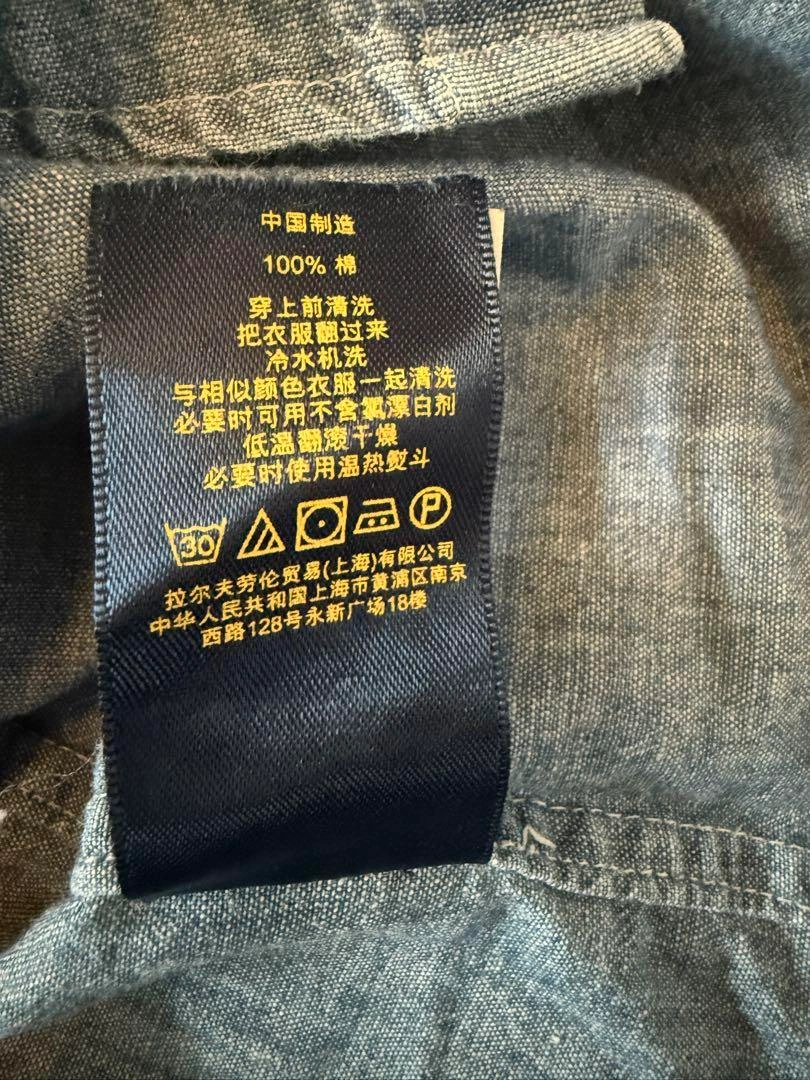 中国制造
100% 棉
穿上前清洗
把衣服翻过来
冷水机洗
与相似颜色衣服一起清洗
必要时可用不含氯漂白剂
低温翻滚干燥
必要时使用温热熨斗
30 P
拉尔夫劳伦贸易(上海)有限公司
中华人民共和国上海市黄浦区南京
西路128号永新广场18楼